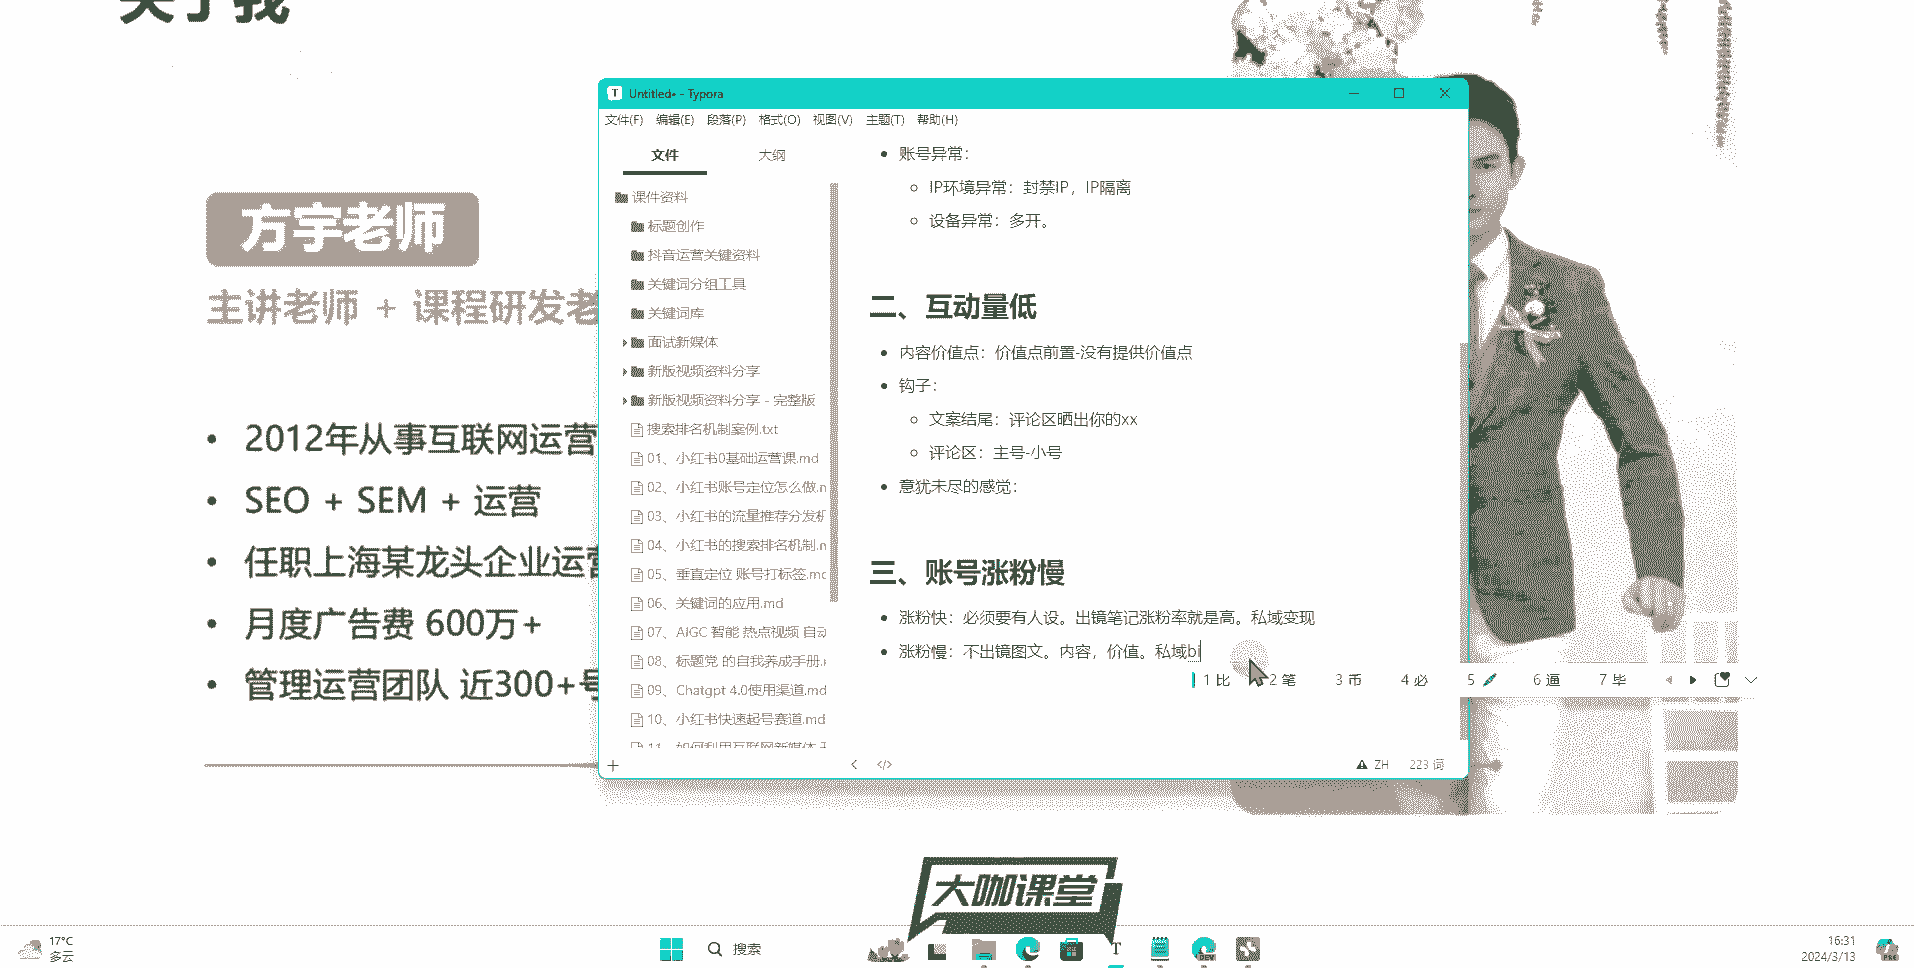 关于我
方宇老师
主讲老师 + 课程研发老
2012年从事互联网运营
SEO + SEM + 运营
任职上海某龙头企业运营
月度广告费 600万+
管理运营团队 近300+号
Untitled• - Typora
文件(F) 编辑(E) 段落(P) 格式(O) 视图(V) 主题(T) 帮助(H)
文件 大纲
课件资料
标题创作
抖音运营关键资料
关键词分组工具
关键词库
面试新媒体
新版视频资料分享
新版视频资料分享 - 完整版
搜索排名机制案例.txt
01、小红书0基础运营课.md
02、小红书账号定位怎么做.m
03、小红书的流量推荐分发机
04、小红书的搜索排名机制.m
05、垂直定位 账号打标签.md
06、关键词的应用.md
07、AIGC 智能 热点视频 自动
08、标题党 的自我养成手册.
09、Chatgpt 4.0使用渠道.md
10、小红书快速起号赛道.md
11、如何利用互联网新媒体
账号异常：
IP环境异常：封禁IP，IP隔离
设备异常：多开。
二、互动量低
内容价值点：价值点前置-没有提供价值点
钩子：
文案结尾：评论区晒出你的xx
评论区：主号-小号
意犹未尽的感觉：
三、账号涨粉慢
涨粉快：必须要有人设。出镜笔记涨粉率就是高。私域变现
涨粉慢：不出镜图文。内容，价值。私域bi
1 比 2 笔 3 币 4 必 5 6 逼 7 毕
ZH 223 词
大咖课堂
17°C
多云
搜索
16:31
2024/3/13